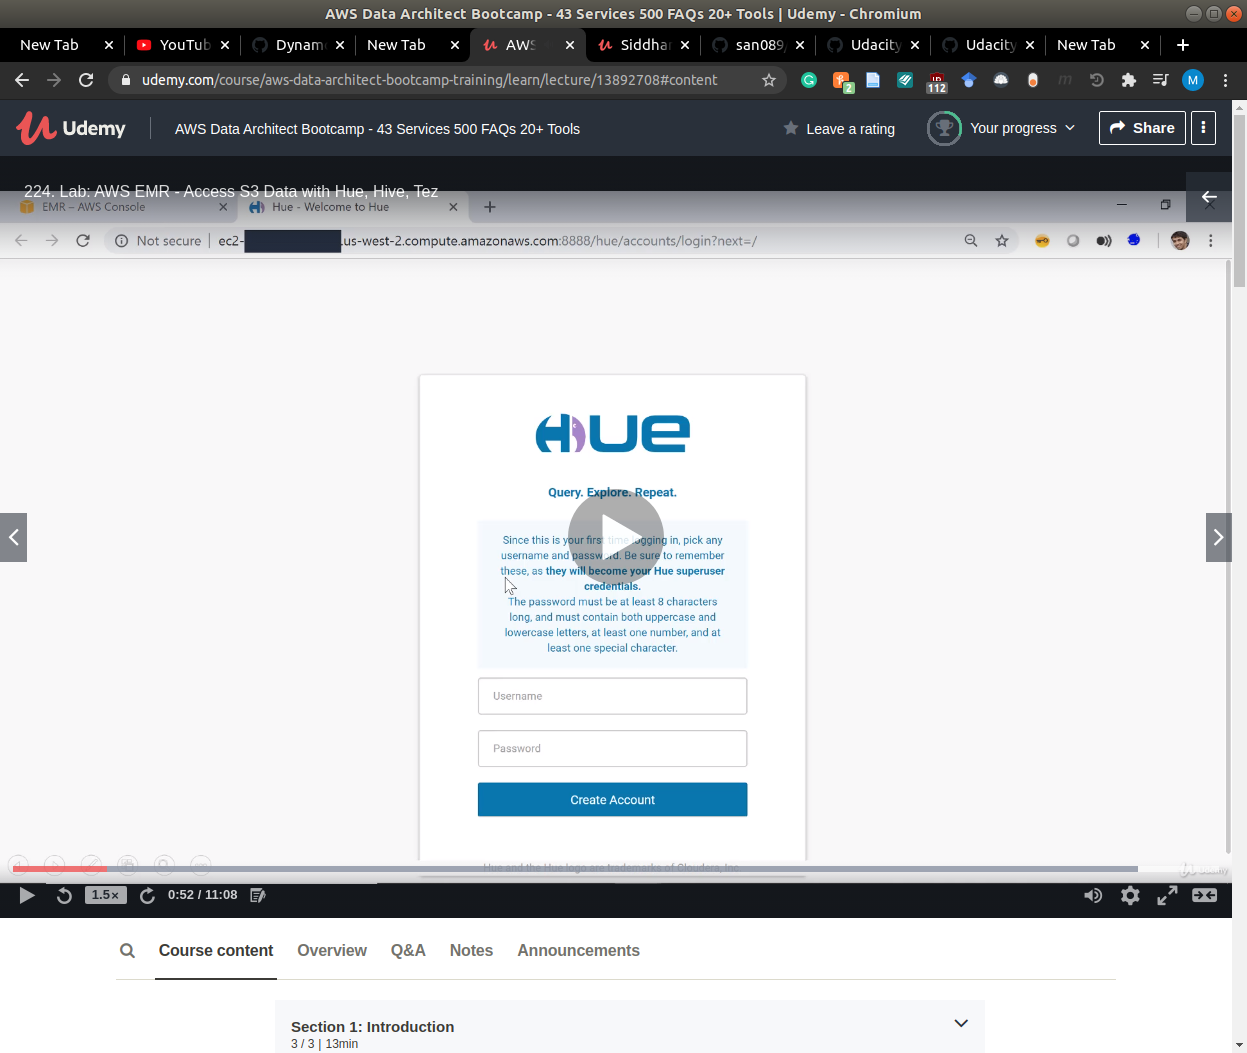 AWS Data Architect Bootcamp - 43 Services 500 FAQs 20+ Tools | Udemy - Chromium
New Tab
YouTub
Dynam
New Tab
AWS
Siddha
san089
Udacity
Udacity
New Tab
udemy.com/course/aws-data-architect-bootcamp-training/learn/lecture/13892708#content
2
112
M
Udemy
AWS Data Architect Bootcamp - 43 Services 500 FAQs 20+ Tools
Leave a rating
Your progress
Share
224. Lab: AWS EMR - Access S3 Data with Hue, Hive, Tez
EMR – AWS Console
Hue - Welcome to Hue
Not secure
ec2-
.us-west-2.compute.amazonaws.com:8888/hue/accounts/login?next=/
HUE
Query. Explore. Repeat.
Since this is your first time logging in, pick any
username and password. Be sure to remember
these, as they will become your Hue superuser
credentials.
The password must be at least 8 characters
long, and must contain both uppercase and
lowercase letters, at least one number, and at
least one special character.
Username
Password
Create Account
Hue and the Hue logo are trademarks of Cloudera, Inc.
Udemy
1.5×
0:52 / 11:08
Course content
Overview
Q&A
Notes
Announcements
Section 1: Introduction
3 / 3 | 13min